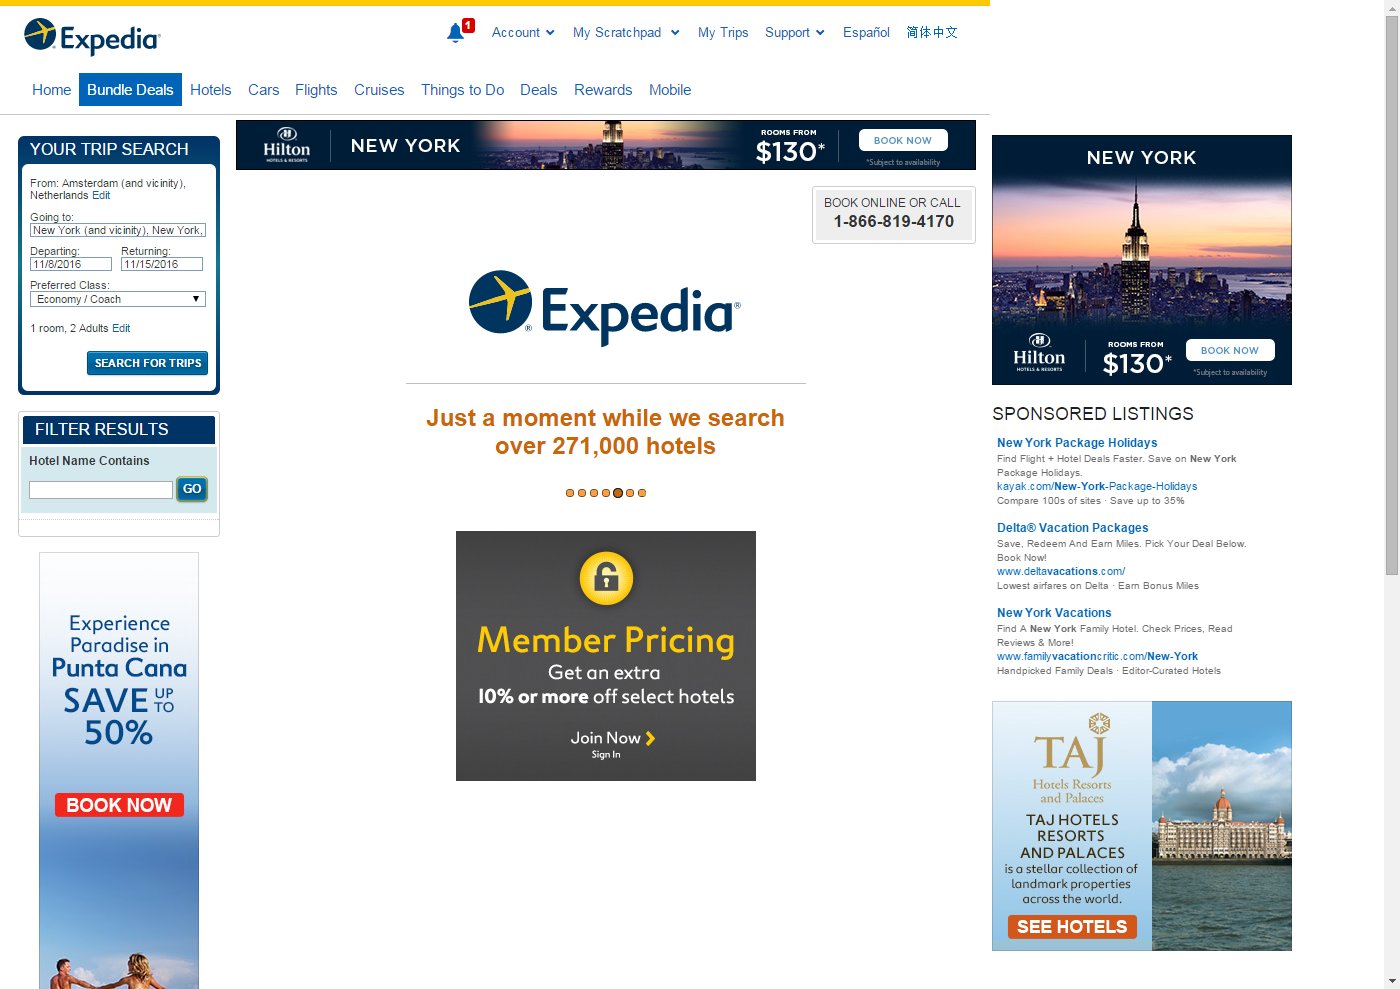 Expedia
1
Account
My Scratchpad
My Trips
Support
Español
简体中文
Home
Bundle Deals
Hotels
Cars
Flights
Cruises
Things to Do
Deals
Rewards
Mobile
YOUR TRIP SEARCH
From: Amsterdam (and vicinity),
Netherlands Edit
Going to:
New York (and vicinity), New York,
Departing:
Returning:
11/8/2016
11/15/2016
Preferred Class:
Economy / Coach
1 room, 2 Adults Edit
SEARCH FOR TRIPS
FILTER RESULTS
Hotel Name Contains
GO
Experience
Paradise in
Punta Cana
SAVE UP TO
50%
BOOK NOW
Hilton
HOTELS & RESORTS
NEW YORK
ROOMS FROM
$130*
BOOK NOW
*Subject to availability
BOOK ONLINE OR CALL
1-866-819-4170
Expedia®
Just a moment while we search
over 271,000 hotels
Member Pricing
Get an extra
10% or more off select hotels
Join Now
Sign In
NEW YORK
Hilton
HOTELS & RESORTS
ROOMS FROM
$130*
BOOK NOW
*Subject to availability
SPONSORED LISTINGS
New York Package Holidays
Find Flight + Hotel Deals Faster. Save on New York
Package Holidays.
kayak.com/New-York-Package-Holidays
Compare 100s of sites · Save up to 35%
Delta® Vacation Packages
Save, Redeem And Earn Miles. Pick Your Deal Below.
Book Now!
www.deltavacations.com/
Lowest airfares on Delta · Earn Bonus Miles
New York Vacations
Find A New York Family Hotel. Check Prices, Read
Reviews & More!
www.familyvacationcritic.com/New-York
Handpicked Family Deals · Editor-Curated Hotels
TAJ
Hotels Resorts
and Palaces
TAJ HOTELS
RESORTS
AND PALACES
is a stellar collection of
landmark properties
across the world.
SEE HOTELS